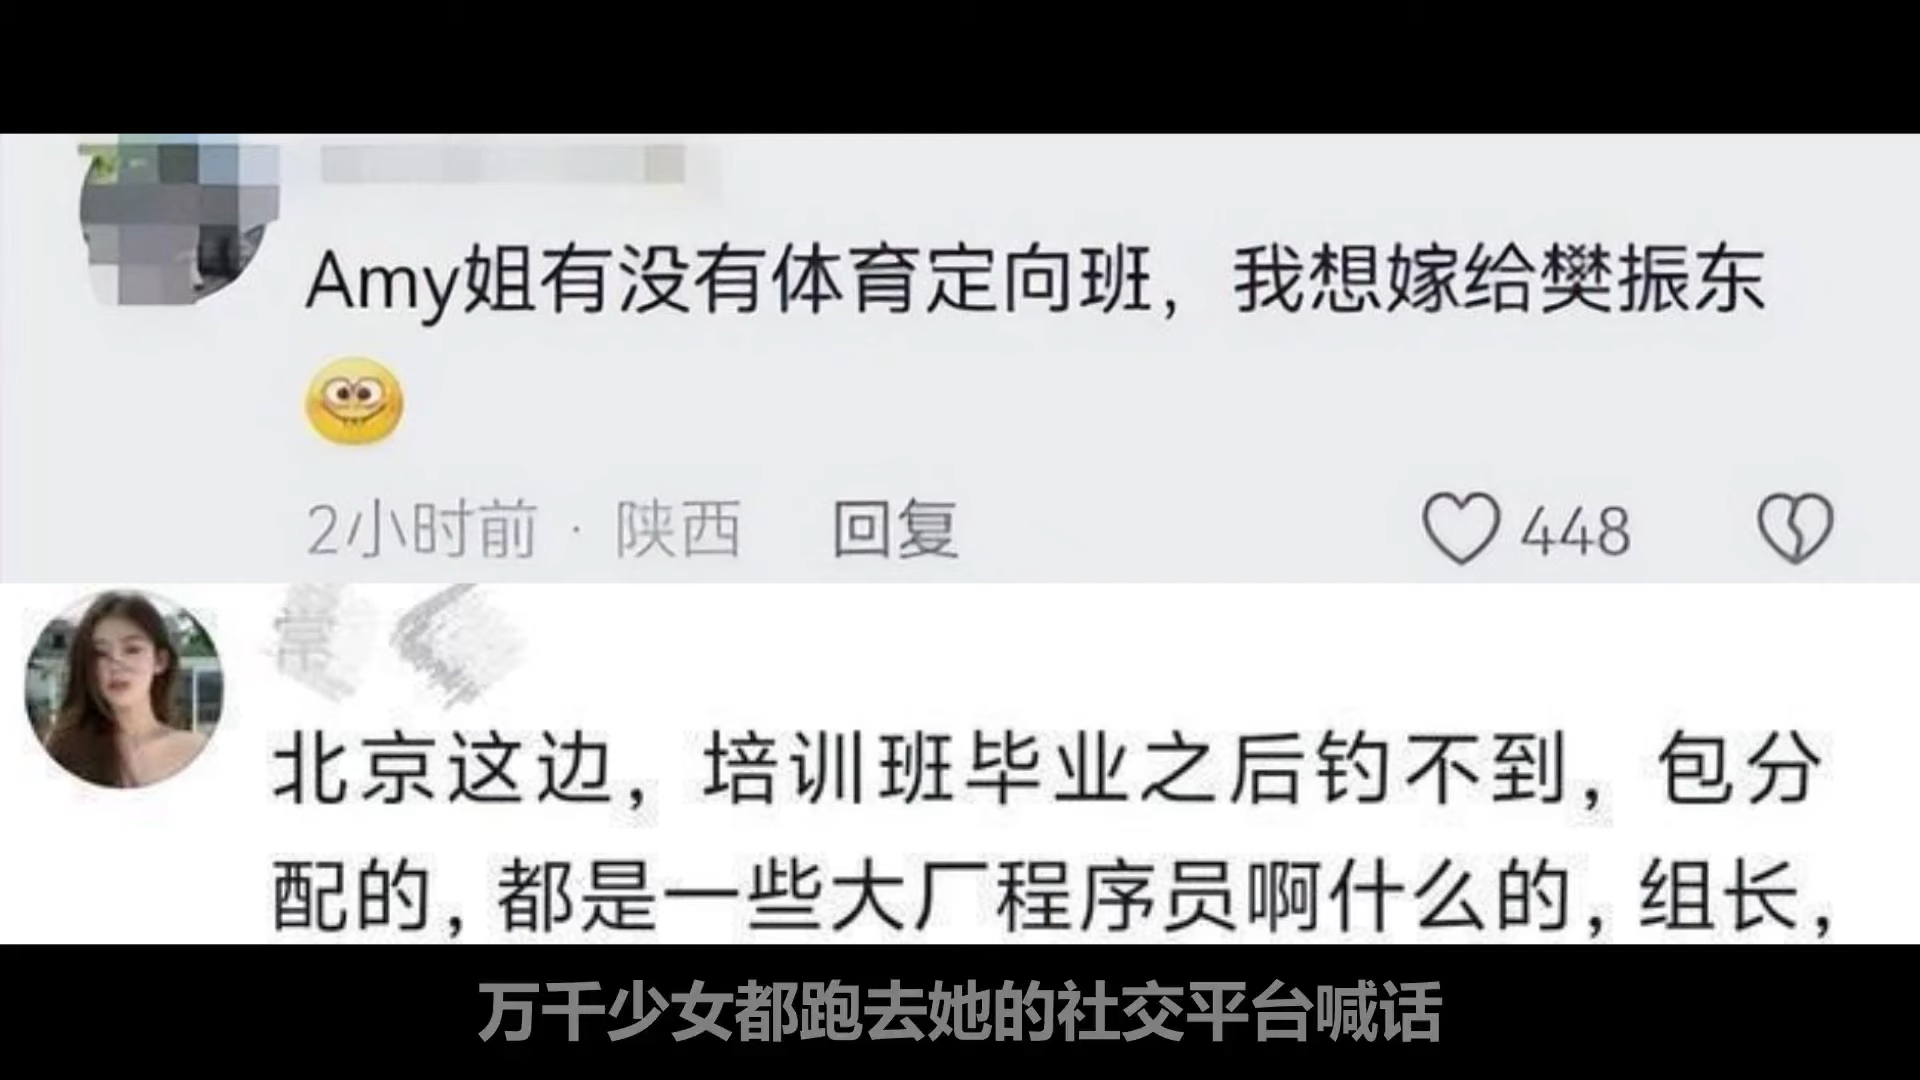 Amy姐有没有体育定向班，我想嫁给樊振东
2小时前 · 陕西 回复 448
常
北京这边，培训班毕业之后钓不到，包分
配的，都是一些大厂程序员啊什么的，组长，
万千少女都跑去她的社交平台喊话